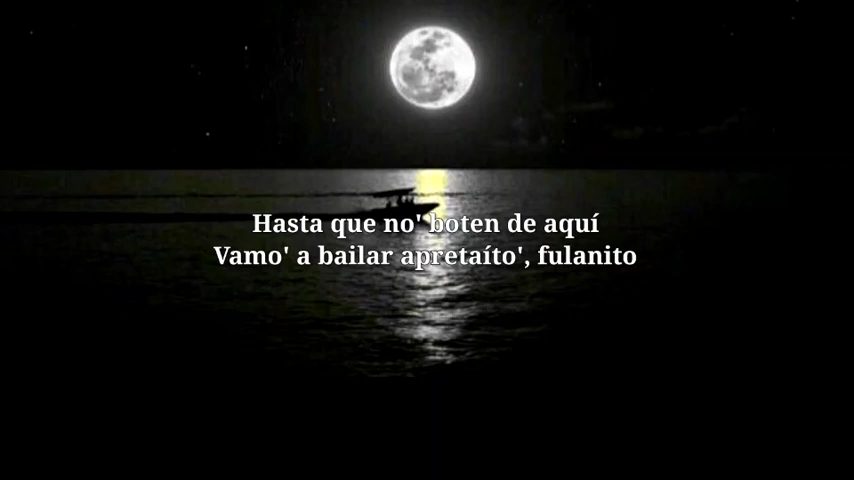 Hasta que no' boten de aquí
Vamo' a bailar apretaíto', fulanito